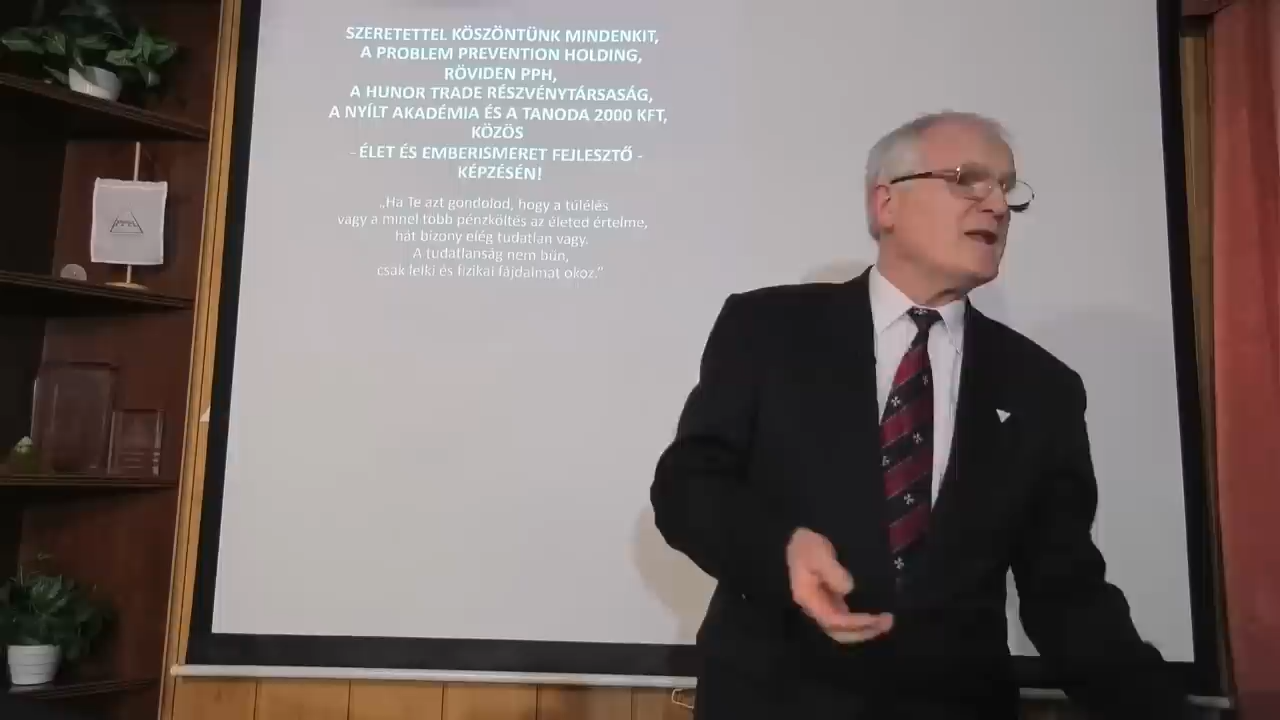 SZERETETTEL KÖSZÖNTÜNK MINDENKIT,
A PROBLEM PREVENTION HOLDING,
RÖVIDEN PPH,
A HUNOR TRADE RÉSZVÉNYTÁRSASÁG,
A NYÍLT AKADÉMIA ÉS A TANODA 2000 KFT,
KÖZÖS
- ÉLET ÉS EMBERISMERET FEJLESZTŐ -
KÉPZÉSÉN!
„Ha Te azt gondolod, hogy a túlélés
vagy a minél több pénzköltés az életed értelme,
hát bizony elég tudatlan vagy.
A tudatlanság nem bűn,
csak lelki és fizikai fájdalmat okoz.”